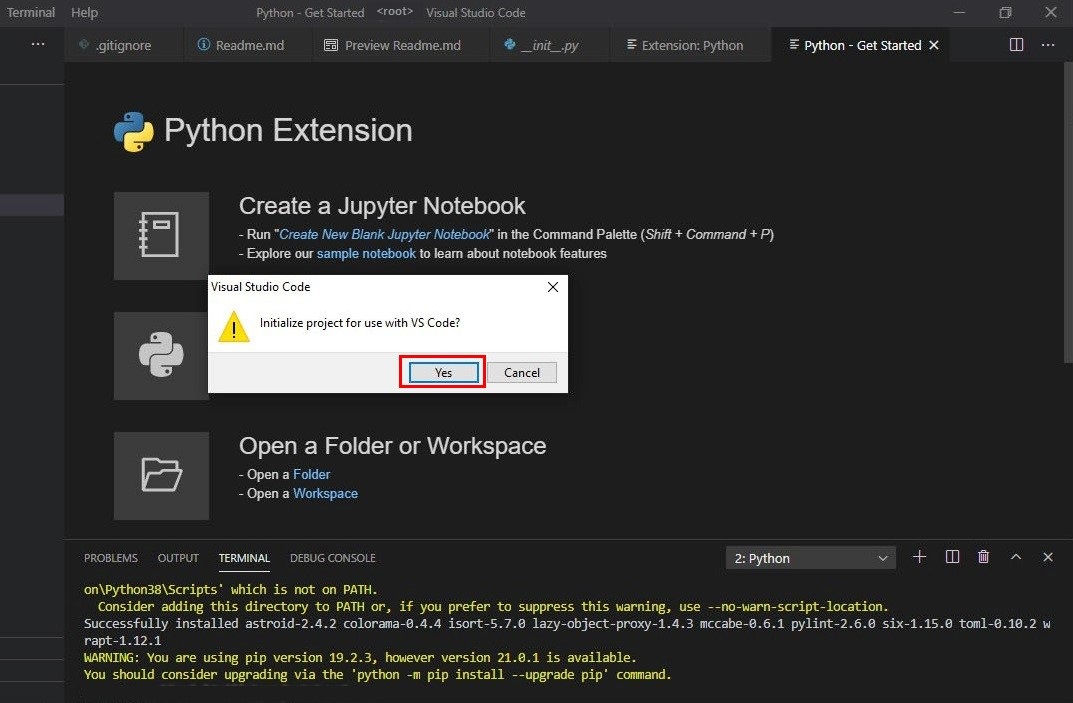 Terminal Help Python - Get Started <root> Visual Studio Code
.gitignore Readme.md Preview Readme.md __init__.py Extension: Python Python - Get Started
Python Extension
Create a Jupyter Notebook
- Run "Create New Blank Jupyter Notebook" in the Command Palette (Shift + Command + P)
- Explore our sample notebook to learn about notebook features
Visual Studio Code
Initialize project for use with VS Code?
Yes Cancel
Open a Folder or Workspace
- Open a Folder
- Open a Workspace
PROBLEMS OUTPUT TERMINAL DEBUG CONSOLE 2: Python
on\Python38\Scripts' which is not on PATH.
Consider adding this directory to PATH or, if you prefer to suppress this warning, use --no-warn-script-location.
Successfully installed astroid-2.4.2 colorama-0.4.4 isort-5.7.0 lazy-object-proxy-1.4.3 mccabe-0.6.1 pylint-2.6.0 six-1.15.0 toml-0.10.2 w
rapt-1.12.1
WARNING: You are using pip version 19.2.3, however version 21.0.1 is available.
You should consider upgrading via the 'python -m pip install --upgrade pip' command.